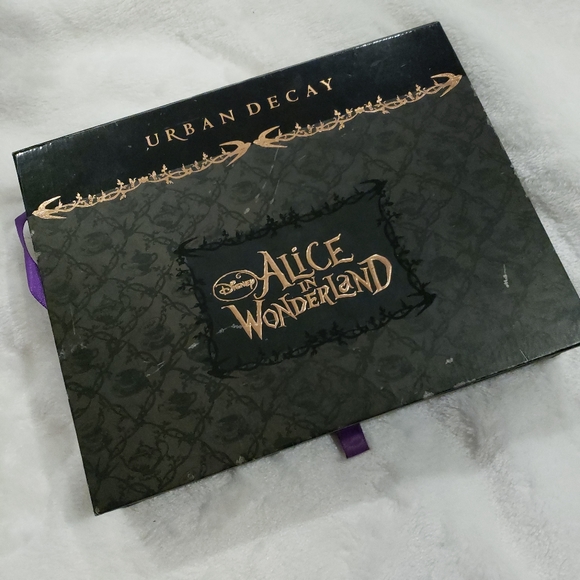 URBAN DECAY
Disney
ALICE
IN
WONDERLAND